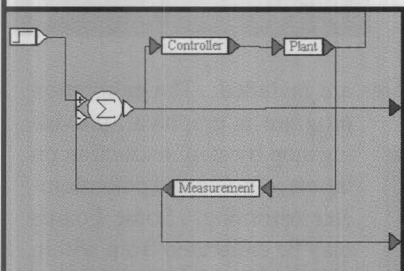 Controller
Plant
+
Σ
-
Measurement